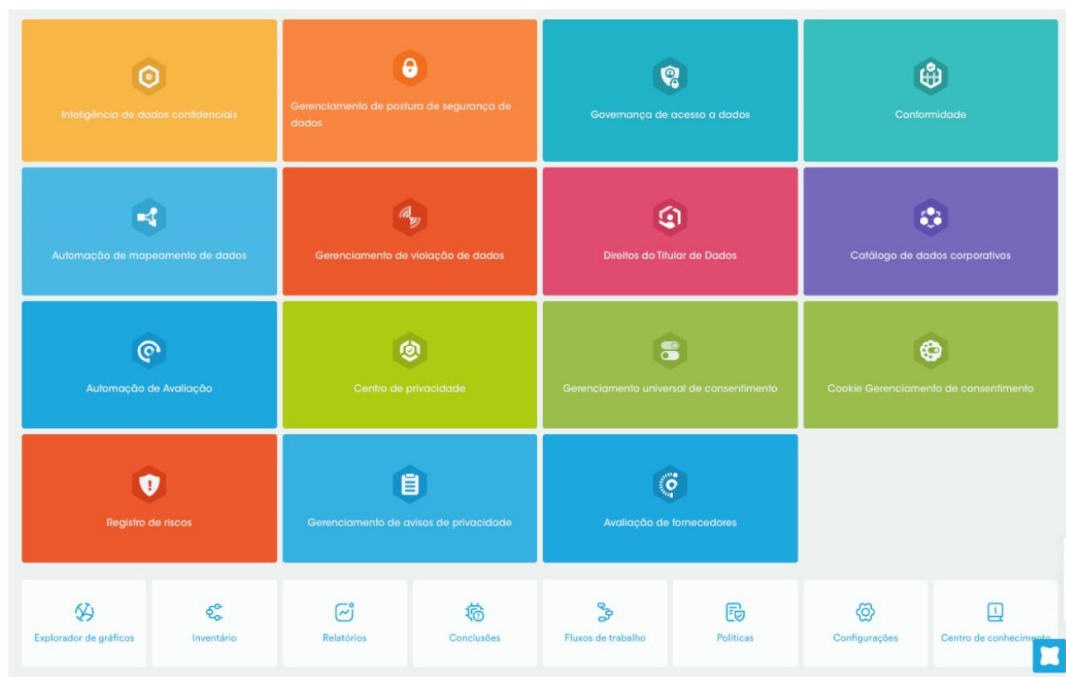 Inteligência de dados confidenciais
Gerenciamento de postura de segurança de
dados
Governança de acesso a dados
Conformidade
Automação de mapeamento de dados
Gerenciamento de violação de dados
Direitos do Titular de Dados
Catálogo de dados corporativos
Automação de Avaliação
Centro de privacidade
Gerenciamento universal de consentimento
Cookie Gerenciamento de consentimento
Registro de riscos
Gerenciamento de avisos de privacidade
Avaliação de fornecedores
Explorador de gráficos
Inventário
Relatórios
Conclusões
Fluxos de trabalho
Políticas
Configurações
Centro de conhecimento